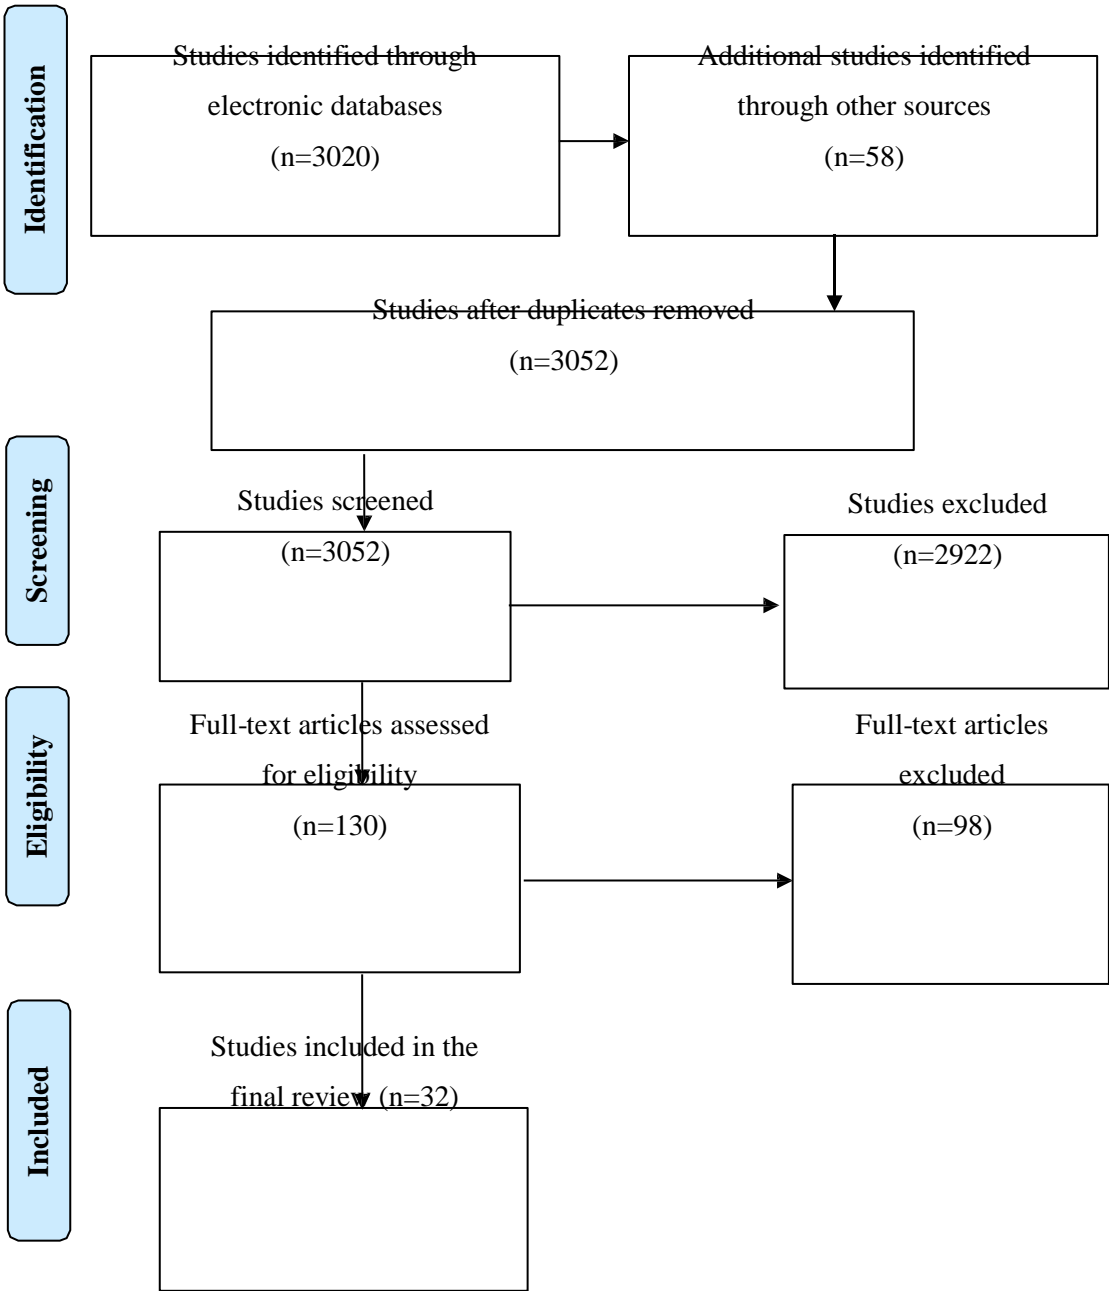 Identification
Studies identified through
electronic databases
(n=3020)
Additional studies identified
through other sources
(n=58)
Studies after duplicates removed
(n=3052)
Screening
Studies screened
(n=3052)
Studies excluded
(n=2922)
Eligibility
Full-text articles assessed
for eligibility
(n=130)
Full-text articles
excluded
(n=98)
Included
Studies included in the
final review (n=32)